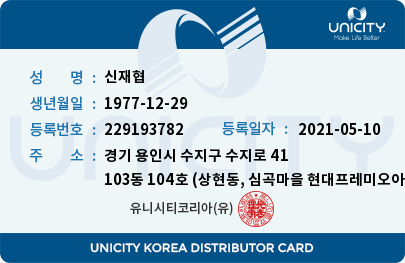 UNICITY
Make Life Better
성 명 : 신재협
생년월일 : 1977-12-29
등록번호 : 229193782 등록일자 : 2021-05-10
주 소 : 경기 용인시 수지구 수지로 41
103동 104호 (상현동, 심곡마을 현대프레미오아
유니시티코리아(유)
UNICITY KOREA DISTRIBUTOR CARD
UNICITY